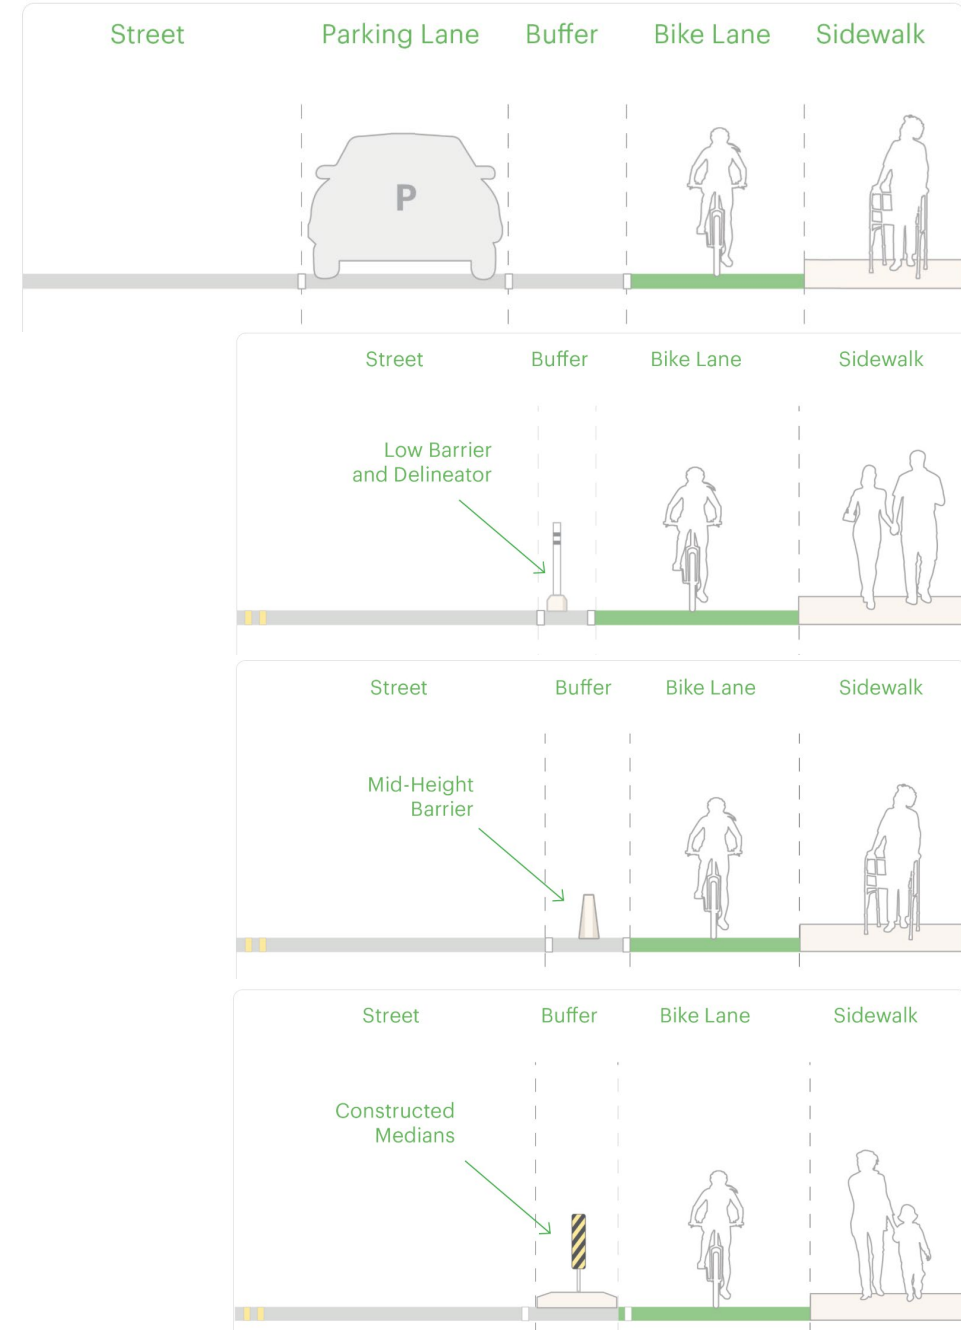 Street Parking Lane Buffer Bike Lane Sidewalk
P
Street Buffer Bike Lane Sidewalk
Low Barrier
and Delineator
Street Buffer Bike Lane Sidewalk
Mid-Height
Barrier
Street Buffer Bike Lane Sidewalk
Constructed
Medians